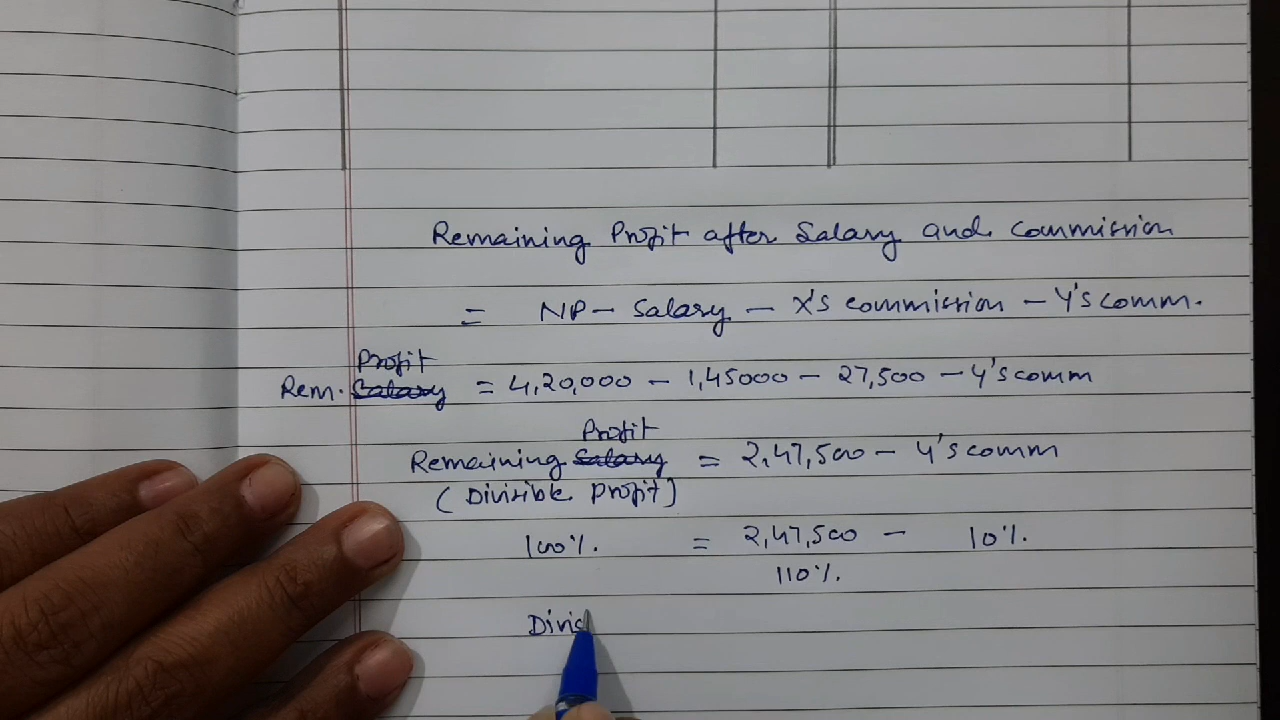 Remaining Profit after Salary and Commission
= NP - Salary - X's commission - Y's comm.
Profit
Rem. Salary = 4,20,000 - 1,45000 - 27,500 - Y's comm
Profit
Remaining Salary = 2,47,500 - Y's comm
(Divisible Profit)
100%. = 2,47,500 - 10%.
110%.
Divis